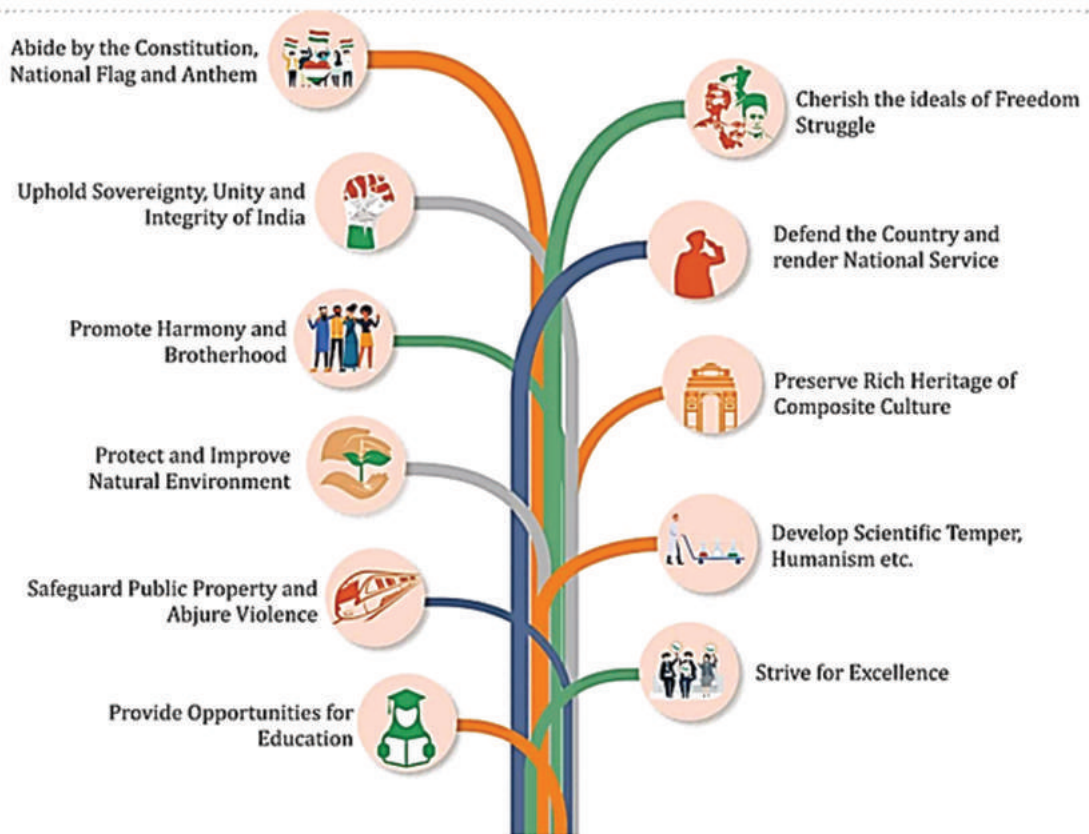 Abide by the Constitution,
National Flag and Anthem
Cherish the ideals of Freedom
Struggle
Uphold Sovereignty, Unity and
Integrity of India
Defend the Country and
render National Service
Promote Harmony and
Brotherhood
Preserve Rich Heritage of
Composite Culture
Protect and Improve
Natural Environment
Develop Scientific Temper,
Humanism etc.
Safeguard Public Property and
Abjure Violence
Strive for Excellence
Provide Opportunities for
Education